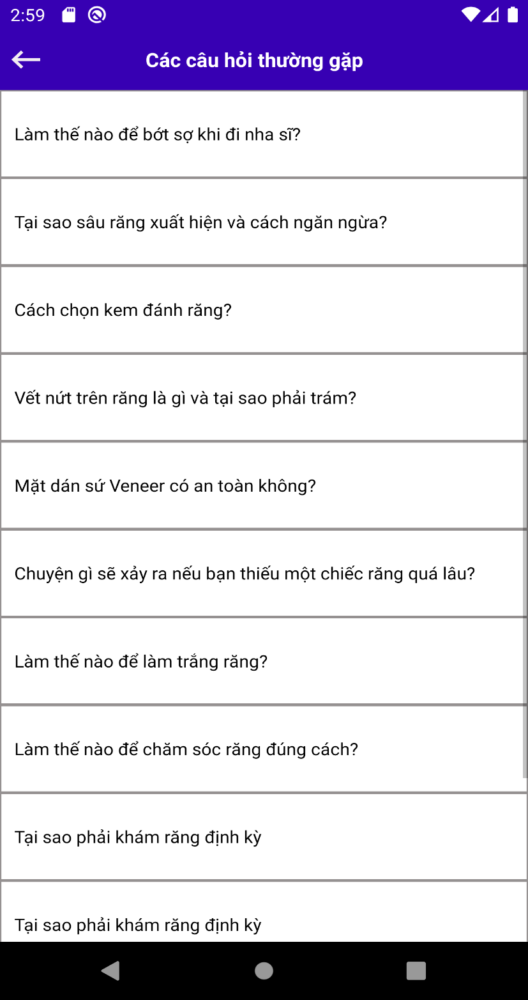 2:59
Các câu hỏi thường gặp
Làm thế nào để bớt sợ khi đi nha sĩ?
Tại sao sâu răng xuất hiện và cách ngăn ngừa?
Cách chọn kem đánh răng?
Vết nứt trên răng là gì và tại sao phải trám?
Mặt dán sứ Veneer có an toàn không?
Chuyện gì sẽ xảy ra nếu bạn thiếu một chiếc răng quá lâu?
Làm thế nào để làm trắng răng?
Làm thế nào để chăm sóc răng đúng cách?
Tại sao phải khám răng định kỳ
Tại sao phải khám răng định kỳ